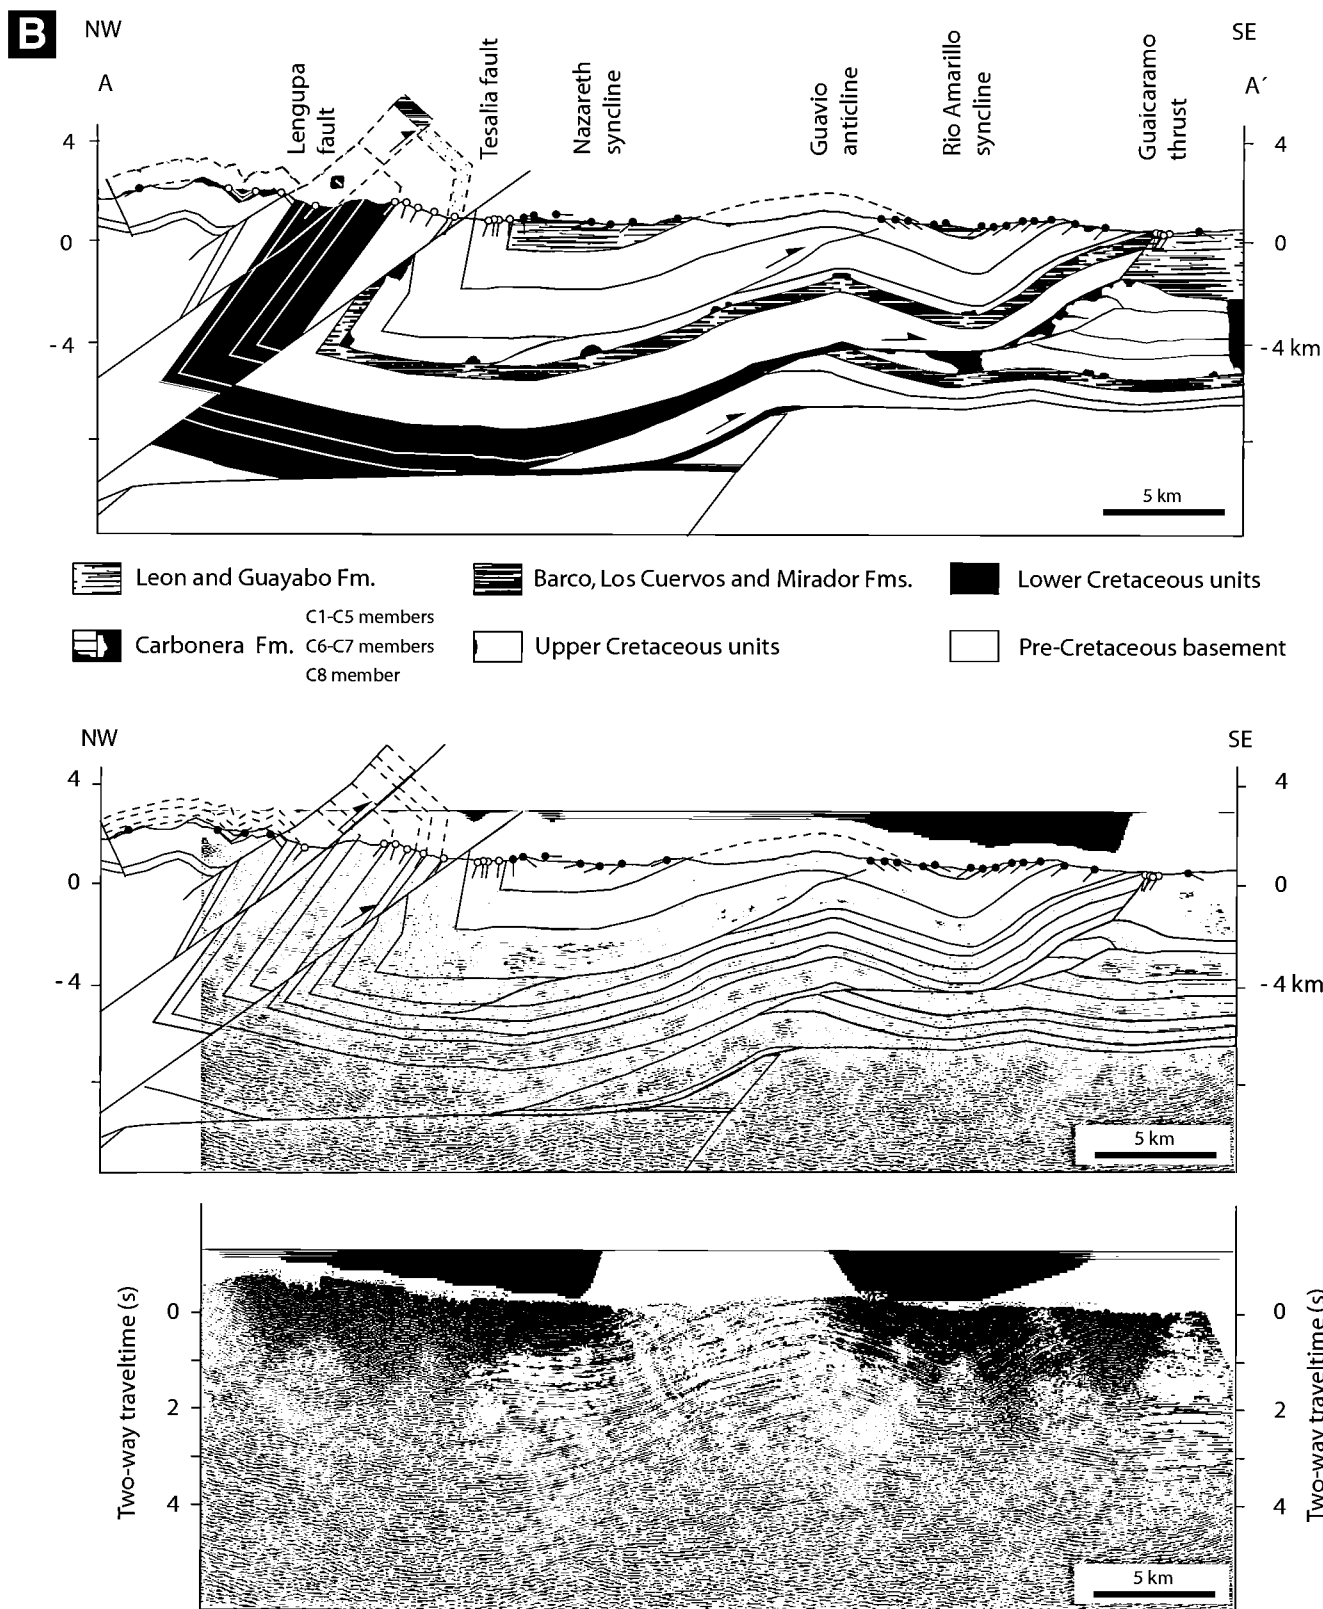 B
NW
SE
A
A´
Lengupa
fault
Tesalia fault
Nazareth
syncline
Guavio
anticline
Rio Amarillo
syncline
Guaicaramo
thrust
4
0
- 4
4
0
- 4 km
5 km
Leon and Guayabo Fm.
Barco, Los Cuervos and Mirador Fms.
Lower Cretaceous units
Carbonera Fm.
C1-C5 members
C6-C7 members
C8 member
Upper Cretaceous units
Pre-Cretaceous basement
NW
SE
4
0
- 4
4
0
- 4 km
5 km
Two-way traveltime (s)
0
2
4
0
2
4
Two-way traveltime (s)
5 km